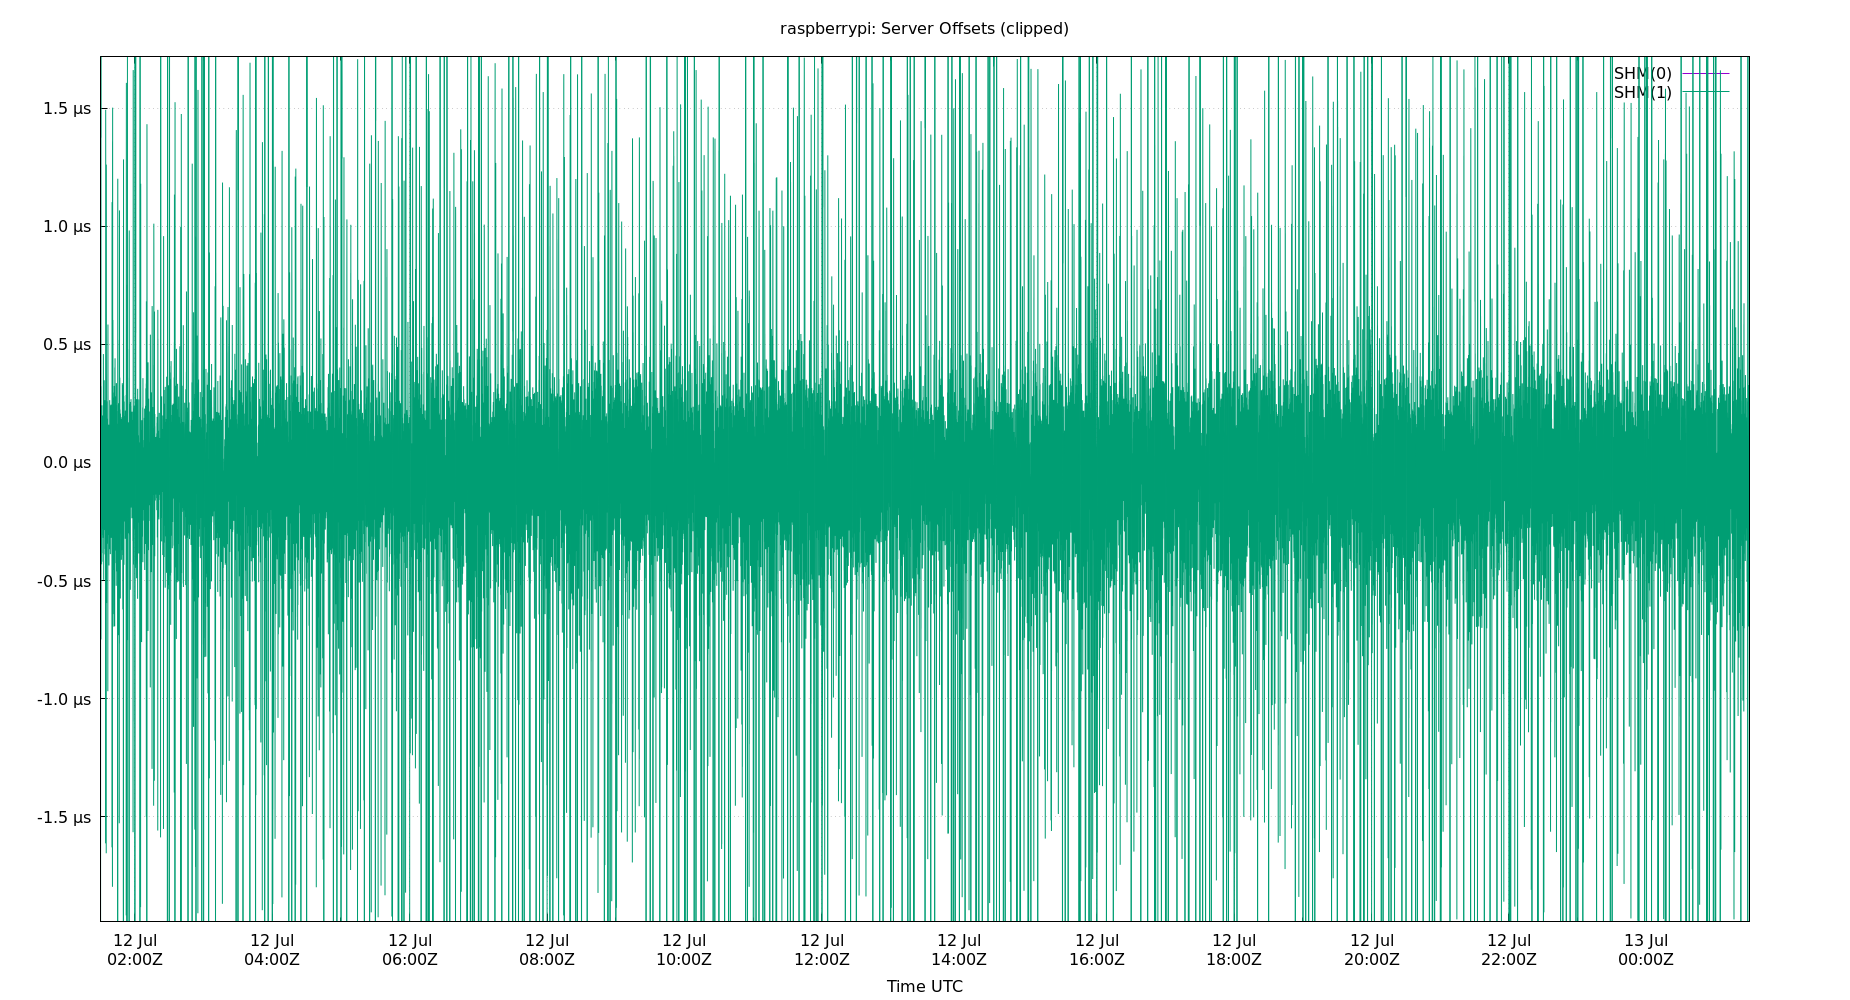 raspberrypi: Server Offsets (clipped)
SHM(0)
SHM(1)
1.5 µs
1.0 µs
0.5 µs
0.0 µs
-0.5 µs
-1.0 µs
-1.5 µs
12 Jul 12 Jul 12 Jul 12 Jul 12 Jul 12 Jul 12 Jul 12 Jul 12 Jul 12 Jul 12 Jul 13 Jul
02:00Z 04:00Z 06:00Z 08:00Z 10:00Z 12:00Z 14:00Z 16:00Z 18:00Z 20:00Z 22:00Z 00:00Z
Time UTC